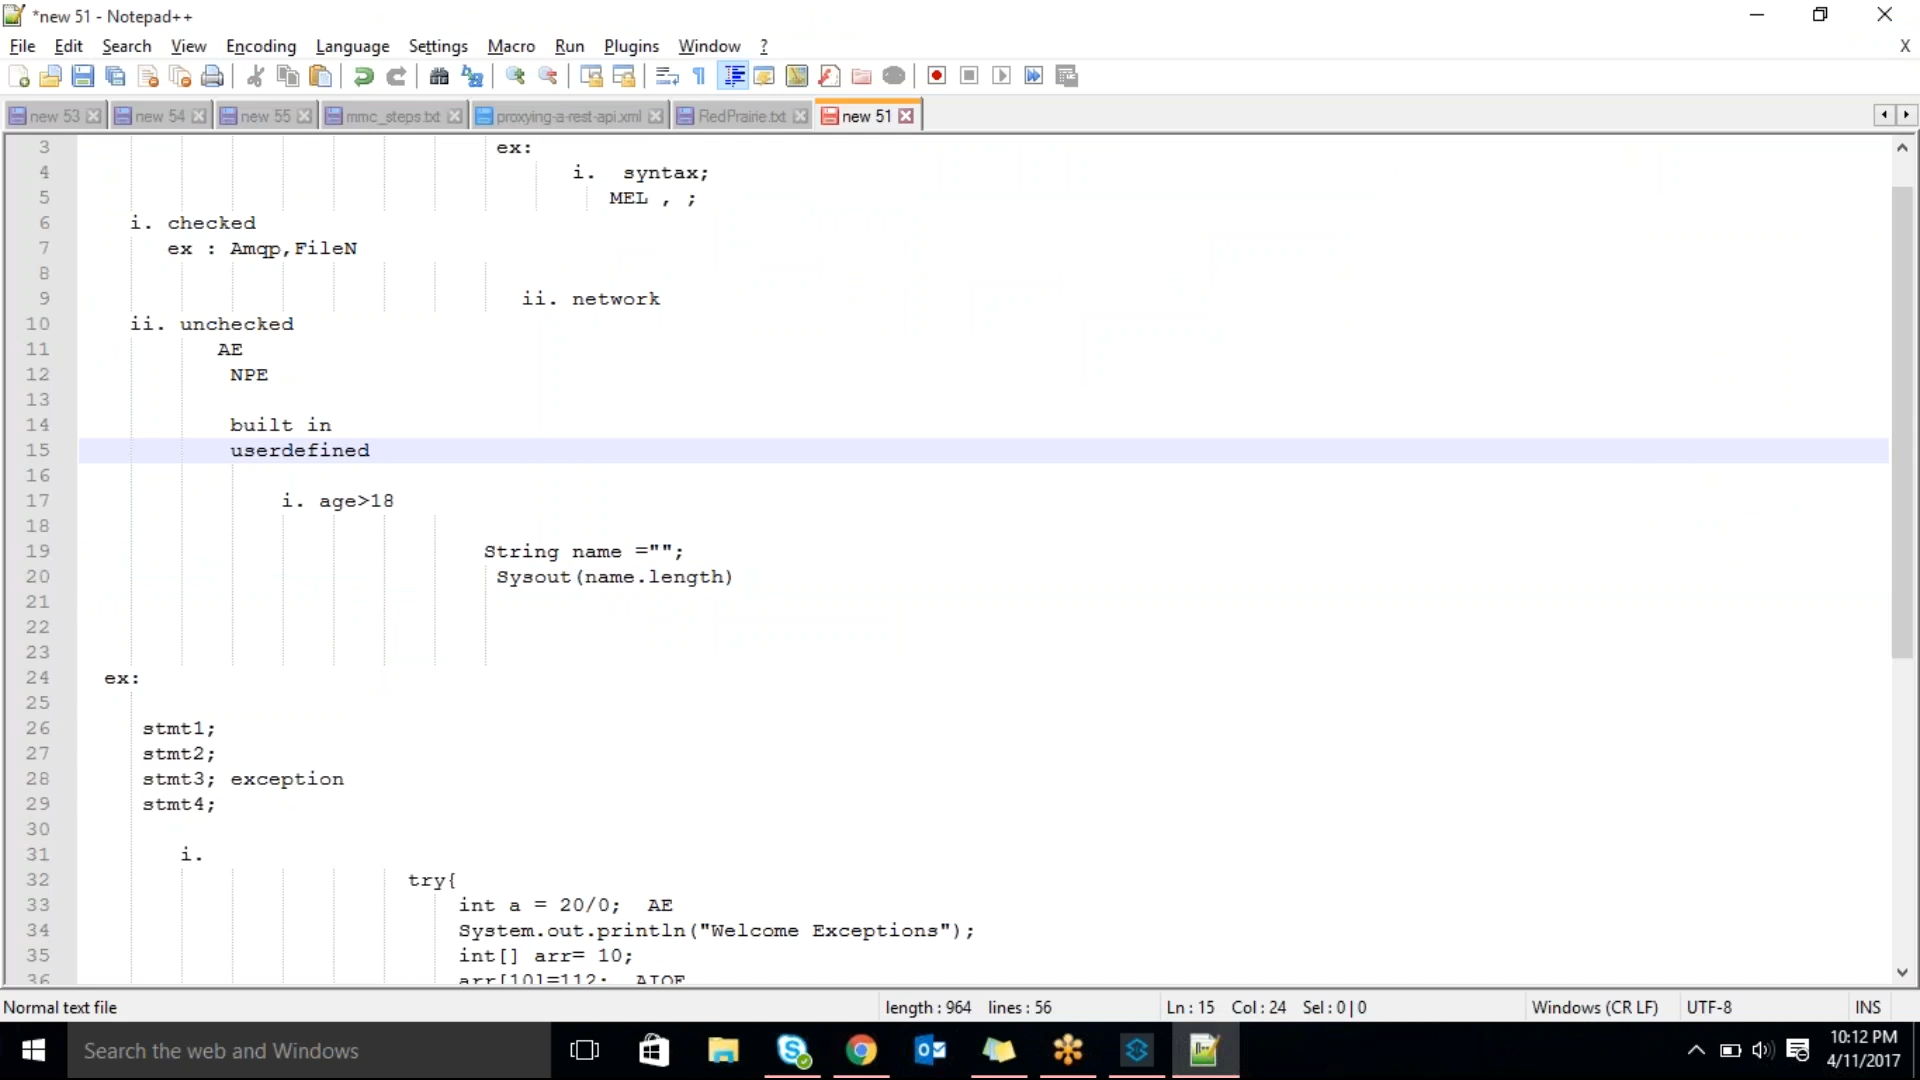 *new 51 - Notepad++
File Edit Search View Encoding Language Settings Macro Run Plugins Window ? X
new 53 new 54 new 55 mmc_steps.txt proxying-a-rest-api.xml RedPrairie.txt new 51
3 ex:
4 i. syntax;
5 MEL , ;
6 i. checked
7 ex : Amqp,FileN
8
9 ii. network
10 ii. unchecked
11 AE
12 NPE
13
14 built in
15 userdefined
16
17 i. age>18
18
19 String name ="";
20 Sysout(name.length)
21
22
23
24 ex:
25
26 stmt1;
27 stmt2;
28 stmt3; exception
29 stmt4;
30
31 i.
32 try{
33 int a = 20/0; AE
34 System.out.println("Welcome Exceptions");
35 int[] arr= 10;
36 arr[10]=112; AIOE
Normal text file length : 964 lines : 56 Ln : 15 Col : 24 Sel : 0 | 0 Windows (CR LF) UTF-8 INS
Search the web and Windows
10:12 PM
4/11/2017